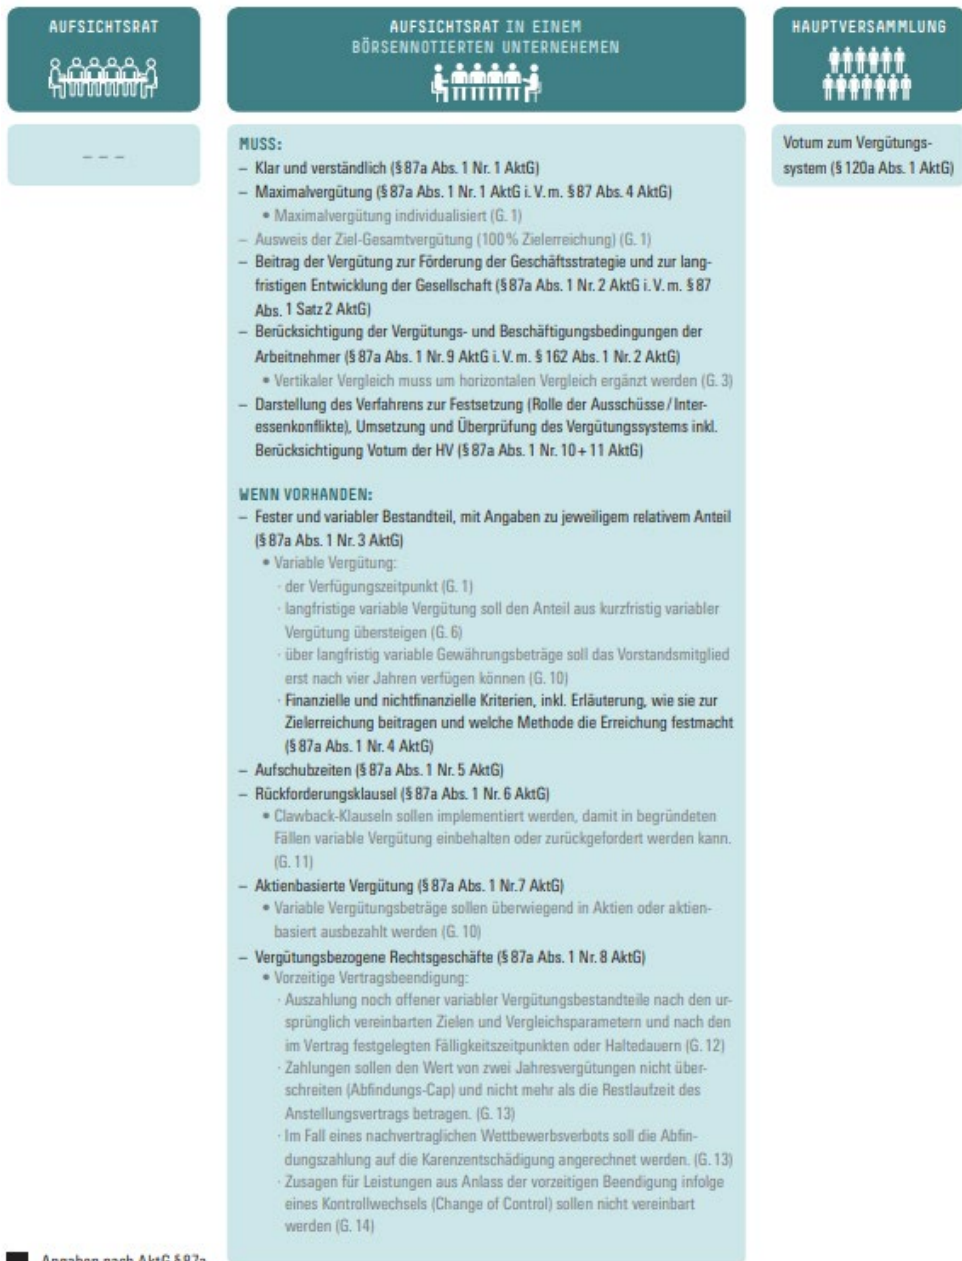 AUFSICHTSRAT
AUFSICHTSRAT IN EINEM
BÖRSENNOTIERTEN UNTERNEHEMEN
HAUPTVERSAMMLUNG
– – –
MUSS:
– Klar und verständlich (§ 87a Abs. 1 Nr. 1 AktG)
– Maximalvergütung (§ 87a Abs. 1 Nr. 1 AktG i. V. m. § 87 Abs. 4 AktG)
• Maximalvergütung individualisiert (G. 1)
– Ausweis der Ziel-Gesamtvergütung (100 % Zielerreichung) (G. 1)
– Beitrag der Vergütung zur Förderung der Geschäftsstrategie und zur lang-
fristigen Entwicklung der Gesellschaft (§ 87a Abs. 1 Nr. 2 AktG i. V. m. § 87
Abs. 1 Satz 2 AktG)
– Berücksichtigung der Vergütungs- und Beschäftigungsbedingungen der
Arbeitnehmer (§ 87a Abs. 1 Nr. 9 AktG i. V. m. § 162 Abs. 1 Nr. 2 AktG)
• Vertikaler Vergleich muss um horizontalen Vergleich ergänzt werden (G. 3)
– Darstellung des Verfahrens zur Festsetzung (Rolle der Ausschüsse / Inter-
essenkonflikte), Umsetzung und Überprüfung des Vergütungssystems inkl.
Berücksichtigung Votum der HV (§ 87a Abs. 1 Nr. 10 + 11 AktG)
WENN VORHANDEN:
– Fester und variabler Bestandteil, mit Angaben zu jeweiligem relativem Anteil
(§ 87a Abs. 1 Nr. 3 AktG)
• Variable Vergütung:
· der Verfügungszeitpunkt (G. 1)
· langfristige variable Vergütung soll den Anteil aus kurzfristig variabler
Vergütung übersteigen (G. 6)
· über langfristig variable Gewährungsbeträge soll das Vorstandsmitglied
erst nach vier Jahren verfügen können (G. 10)
· Finanzielle und nichtfinanzielle Kriterien, inkl. Erläuterung, wie sie zur
Zielerreichung beitragen und welche Methode die Erreichung festmacht
(§ 87a Abs. 1 Nr. 4 AktG)
– Aufschubzeiten (§ 87a Abs. 1 Nr. 5 AktG)
– Rückforderungsklausel (§ 87a Abs. 1 Nr. 6 AktG)
• Clawback-Klauseln sollen implementiert werden, damit in begründeten
Fällen variable Vergütung einbehalten oder zurückgefordert werden kann.
(G. 11)
– Aktienbasierte Vergütung (§ 87a Abs. 1 Nr.7 AktG)
• Variable Vergütungsbeträge sollen überwiegend in Aktien oder aktien-
basiert ausbezahlt werden (G. 10)
– Vergütungsbezogene Rechtsgeschäfte (§ 87a Abs. 1 Nr. 8 AktG)
• Vorzeitige Vertragsbeendigung:
· Auszahlung noch offener variabler Vergütungsbestandteile nach den ur-
sprünglich vereinbarten Zielen und Vergleichsparametern und nach den
im Vertrag festgelegten Fälligkeitszeitpunkten oder Haltedauern (G. 12)
· Zahlungen sollen den Wert von zwei Jahresvergütungen nicht über-
schreiten (Abfindungs-Cap) und nicht mehr als die Restlaufzeit des
Anstellungsvertrags betragen. (G. 13)
· Im Fall eines nachvertraglichen Wettbewerbsverbots soll die Abfin-
dungszahlung auf die Karenzentschädigung angerechnet werden. (G. 13)
· Zusagen für Leistungen aus Anlass der vorzeitigen Beendigung infolge
eines Kontrollwechsels (Change of Control) sollen nicht vereinbart
werden (G. 14)
Votum zum Vergütungs-
system (§ 120a Abs. 1 AktG)
Angaben nach AktG § 87a